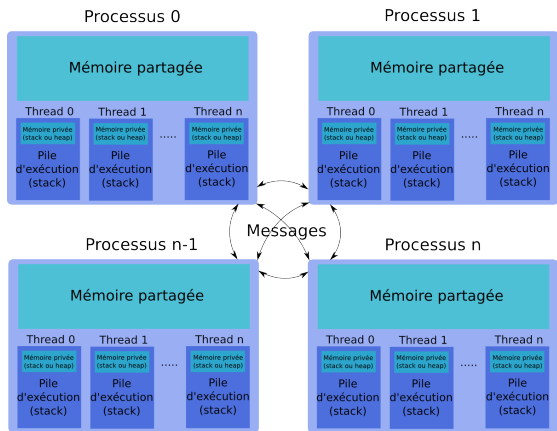 Processus 0
Processus 1
Mémoire partagée
Mémoire partagée
Thread 0 Thread 1 Thread n
Thread 0 Thread 1 Thread n
Mémoire privée Mémoire privée Mémoire privée
(stack ou heap) (stack ou heap) ..... (stack ou heap)
Pile Pile Pile
d'exécution d'exécution d'exécution
(stack) (stack) (stack)
Mémoire privée Mémoire privée Mémoire privée
(stack ou heap) (stack ou heap) ..... (stack ou heap)
Pile Pile Pile
d'exécution d'exécution d'exécution
(stack) (stack) (stack)
Messages
Processus n-1
Processus n
Mémoire partagée
Mémoire partagée
Thread 0 Thread 1 Thread n
Thread 0 Thread 1 Thread n
Mémoire privée Mémoire privée Mémoire privée
(stack ou heap) (stack ou heap) ..... (stack ou heap)
Pile Pile Pile
d'exécution d'exécution d'exécution
(stack) (stack) (stack)
Mémoire privée Mémoire privée Mémoire privée
(stack ou heap) (stack ou heap) ..... (stack ou heap)
Pile Pile Pile
d'exécution d'exécution d'exécution
(stack) (stack) (stack)